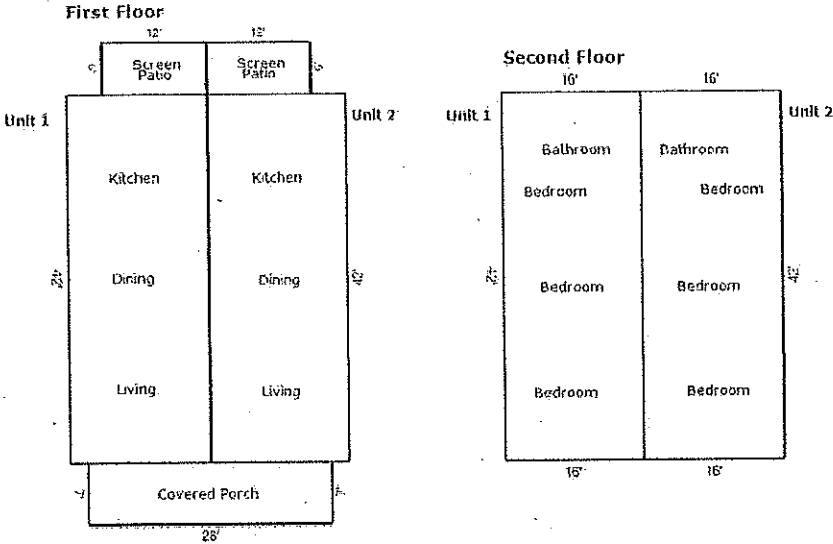 First Floor
12' 12'
Screen
Patio
Screen
Patio
Unit 1
Unit 2
Kitchen Kitchen
Dining Dining
42'
Living Living
Covered Porch
28'
Second Floor
16' 16'
Unit 1
Unit 2
Bathroom Bathroom
Bedroom Bedroom
Bedroom Bedroom
42'
Bedroom Bedroom
16' 16'